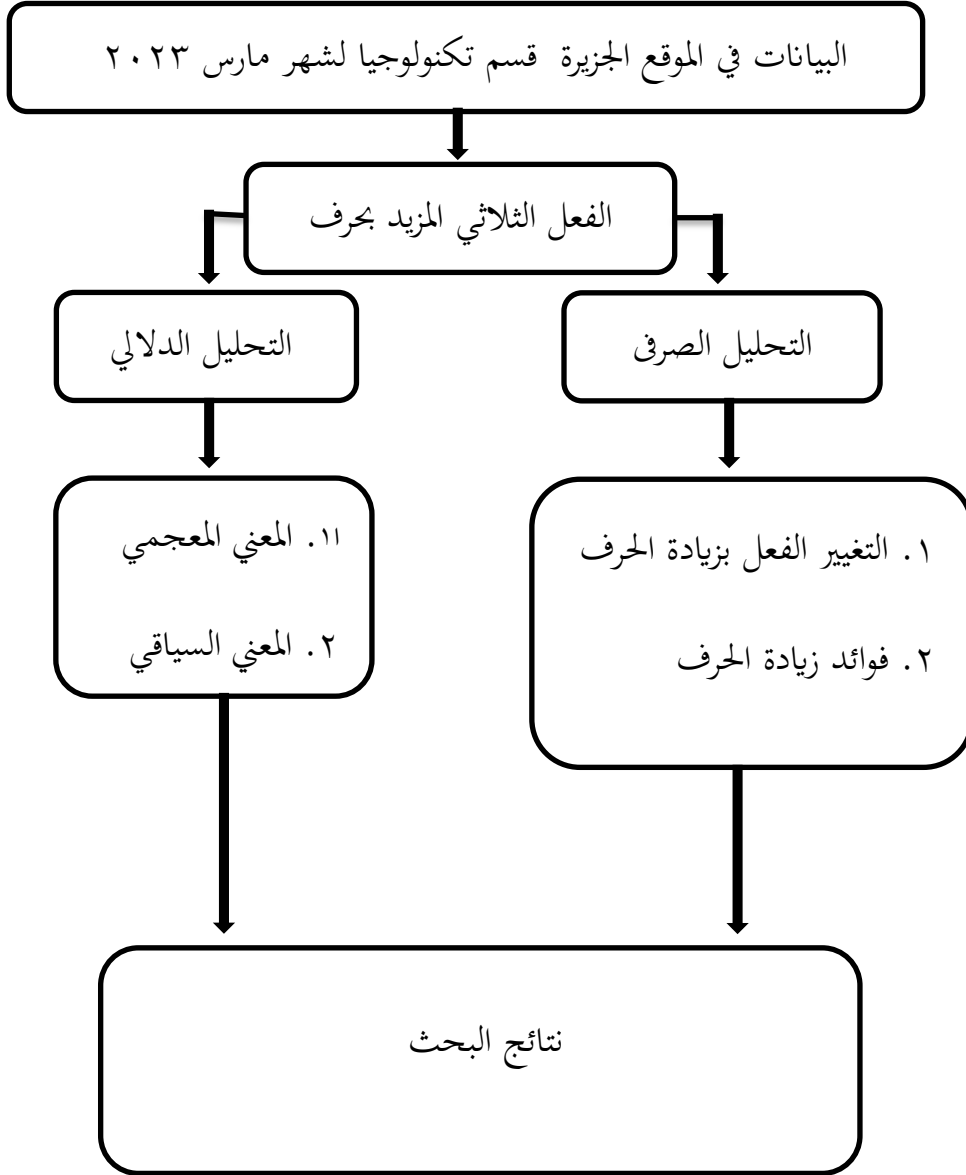 البيانات في الموقع الجزيرة قسم تكنولوجيا لشهر مارس ٢٠٢٣
الفعل الثلاثي المزيد بحرف
التحليل الصرفى
التحليل الدلالي
١. التغيير الفعل بزيادة الحرف
٢. فوائد زيادة الحرف
١١. المعني المعجمي
٢. المعني السياقي
نتائج البحث